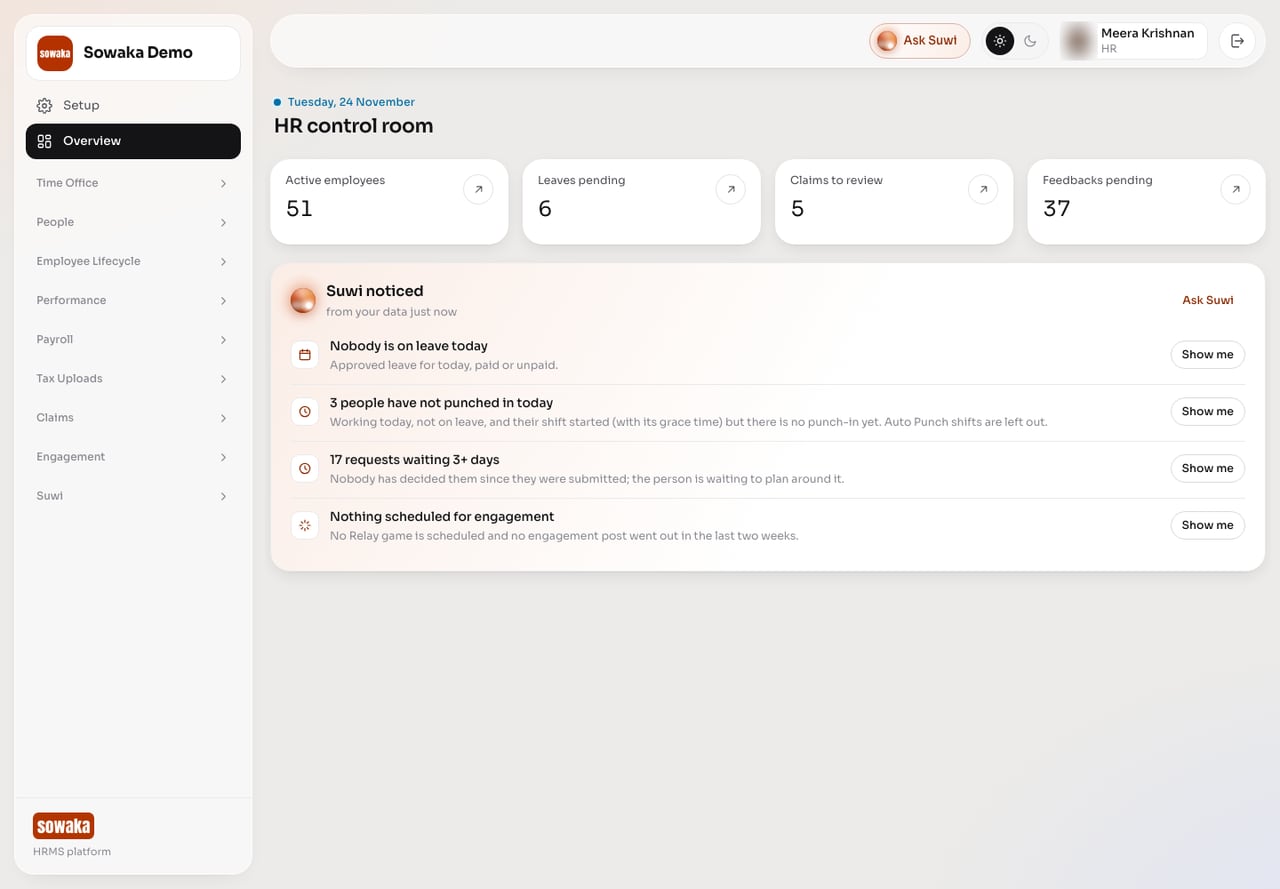 sowaka
Sowaka Demo
Setup
Overview
Time Office
People
Employee Lifecycle
Performance
Payroll
Tax Uploads
Claims
Engagement
Suwi
sowaka
HRMS platform
Ask Suwi
Meera Krishnan
HR
Tuesday, 24 November
HR control room
Active employees
51
Leaves pending
6
Claims to review
5
Feedbacks pending
37
Suwi noticed
from your data just now
Ask Suwi
Nobody is on leave today
Approved leave for today, paid or unpaid.
Show me
3 people have not punched in today
Working today, not on leave, and their shift started (with its grace time) but there is no punch-in yet. Auto Punch shifts are left out.
Show me
17 requests waiting 3+ days
Nobody has decided them since they were submitted; the person is waiting to plan around it.
Show me
Nothing scheduled for engagement
No Relay game is scheduled and no engagement post went out in the last two weeks.
Show me